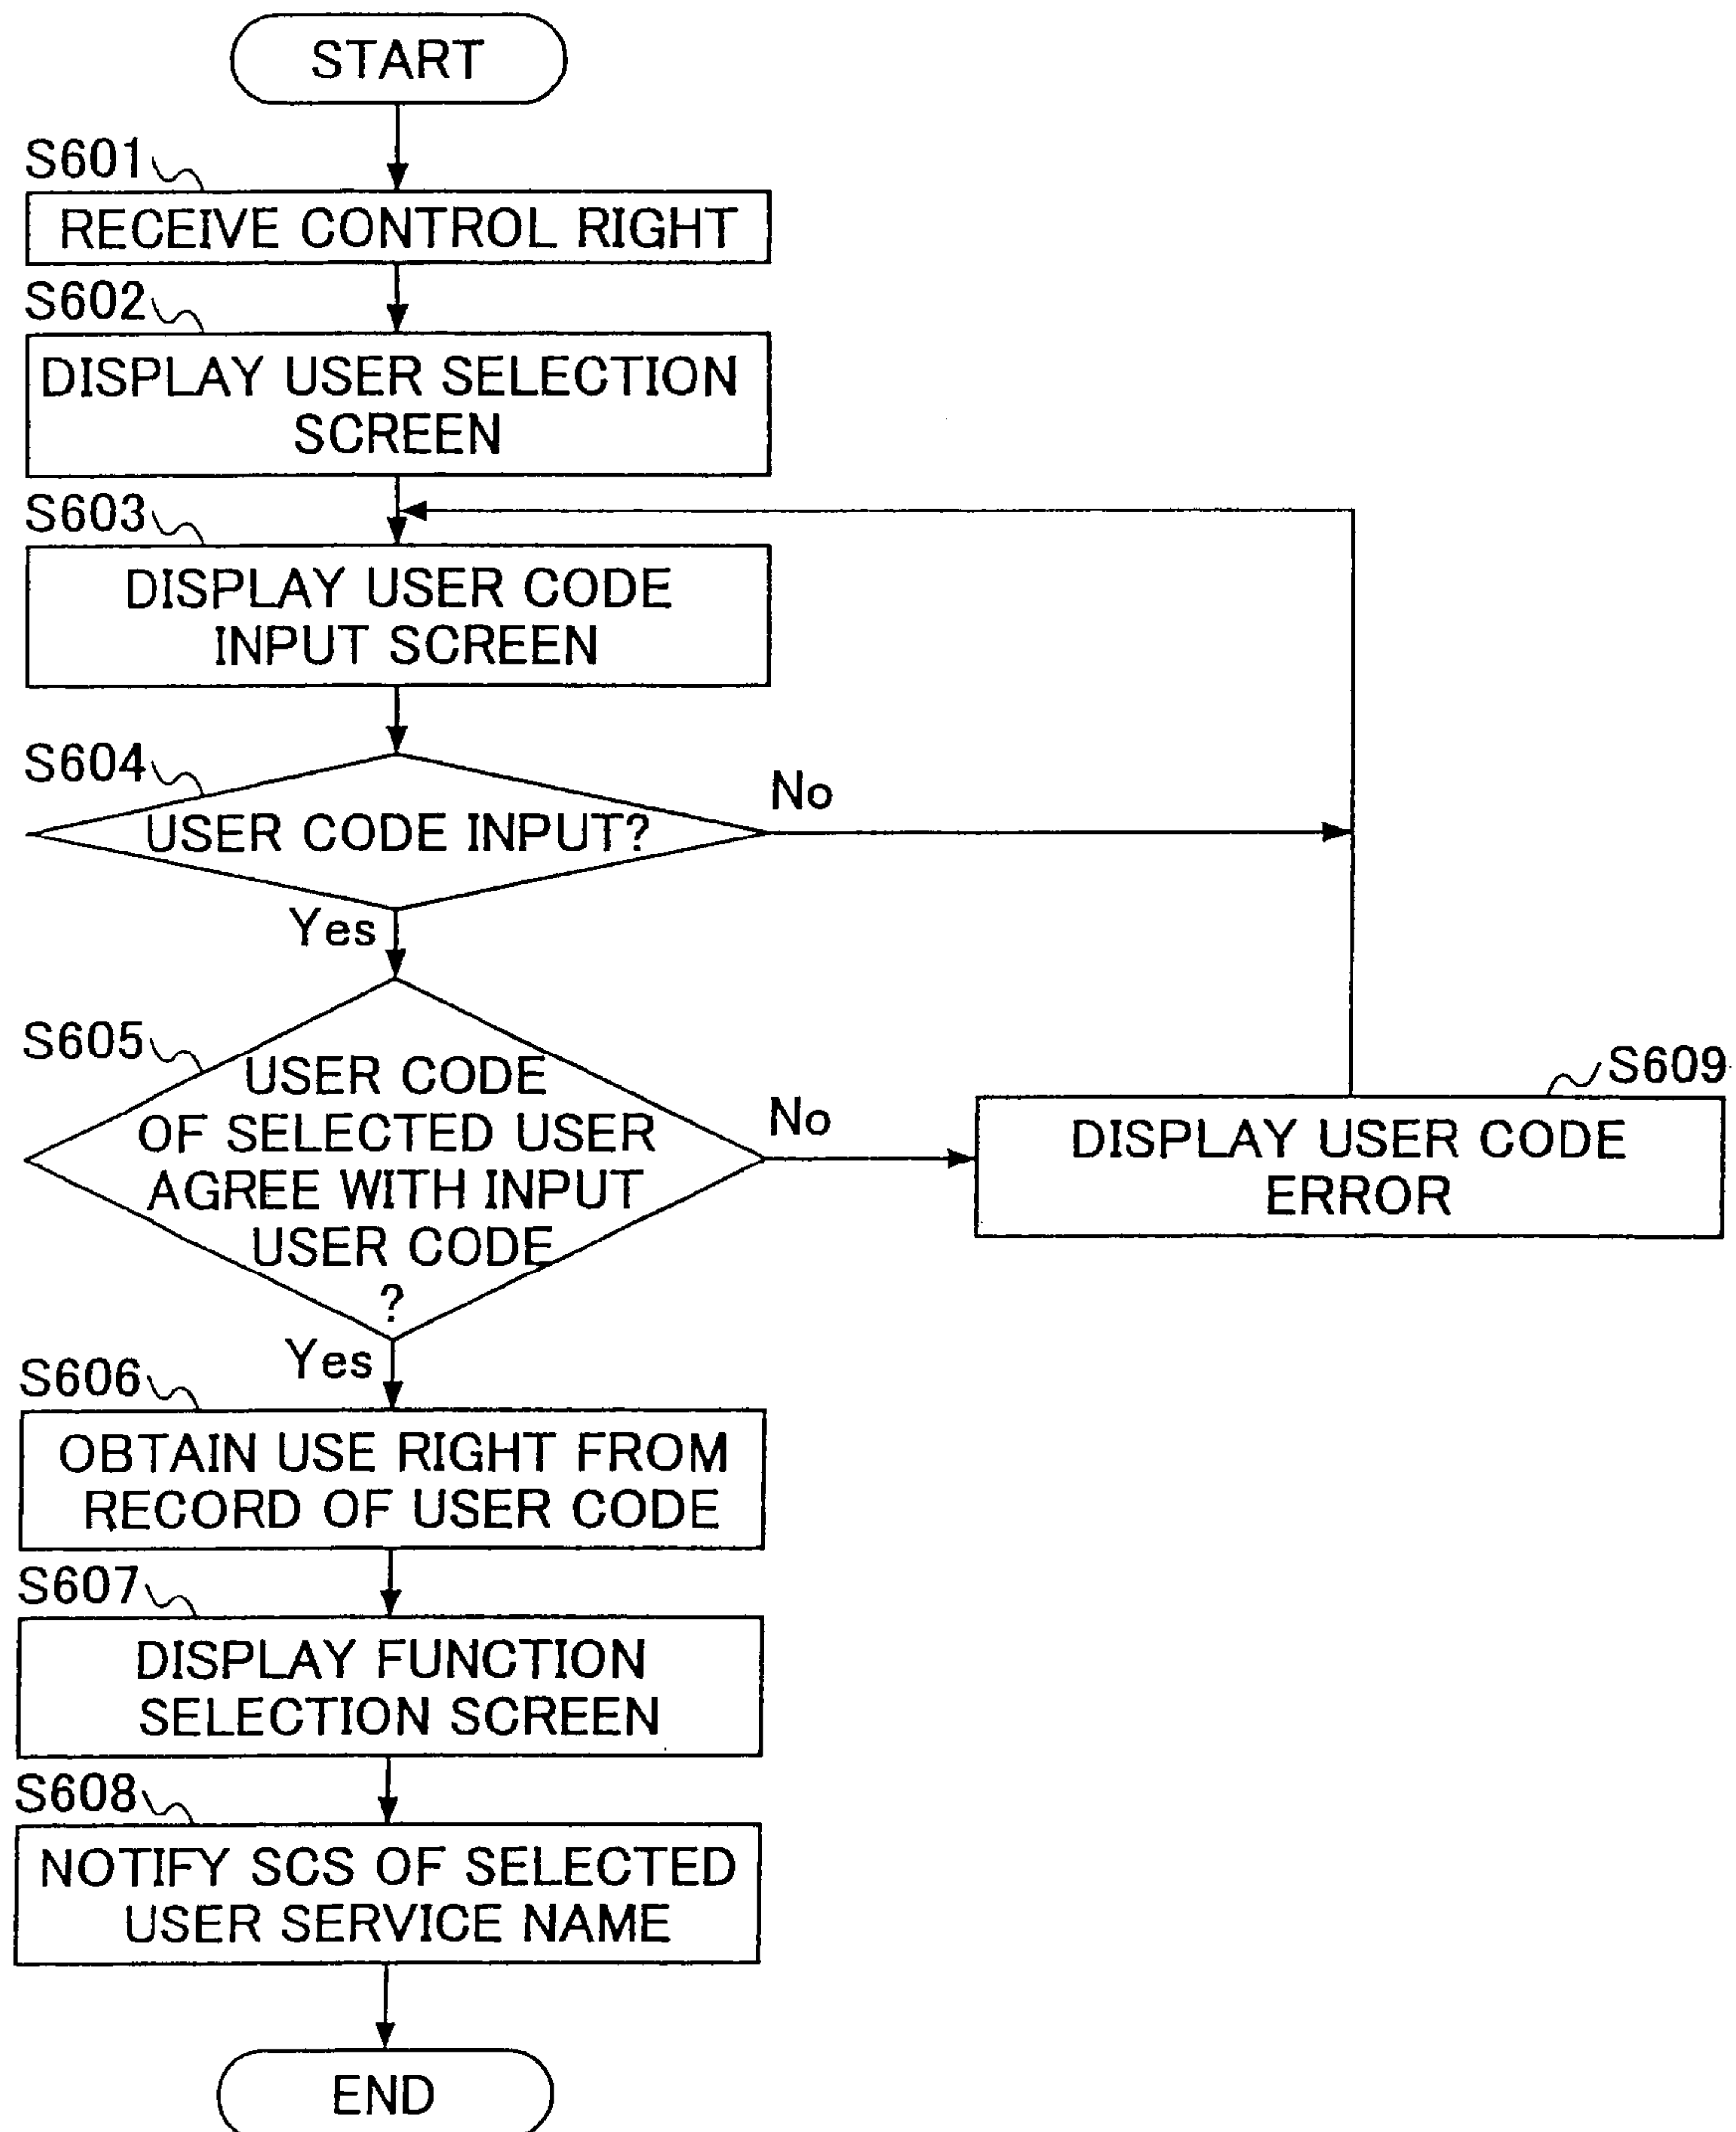 START
S601
RECEIVE CONTROL RIGHT
S602
DISPLAY USER SELECTION
SCREEN
S603
DISPLAY USER CODE
INPUT SCREEN
S604
USER CODE INPUT?
No
Yes
S605
USER CODE
OF SELECTED USER
AGREE WITH INPUT
USER CODE
?
No
S609
DISPLAY USER CODE
ERROR
Yes
S606
OBTAIN USE RIGHT FROM
RECORD OF USER CODE
S607
DISPLAY FUNCTION
SELECTION SCREEN
S608
NOTIFY SCS OF SELECTED
USER SERVICE NAME
END